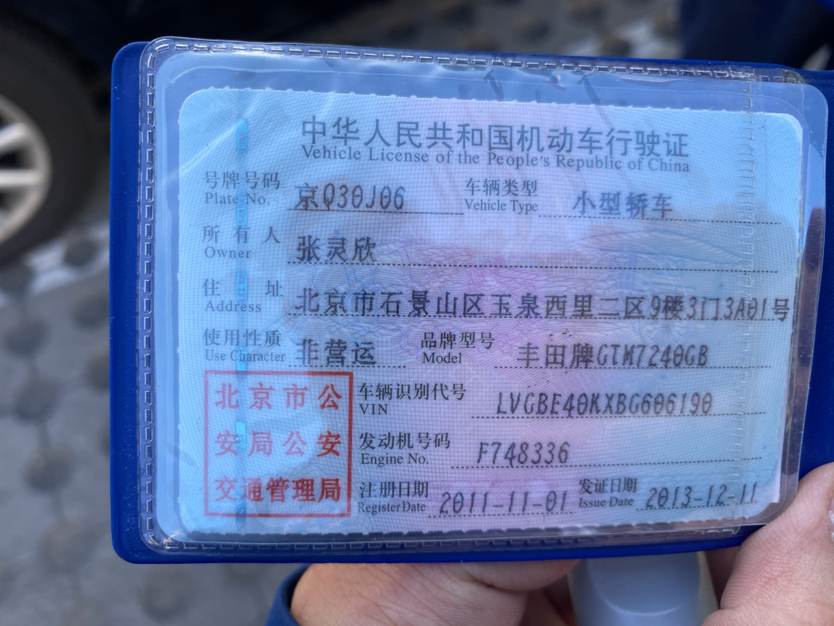 中华人民共和国机动车行驶证
Vehicle License of the People's Republic of China
号牌号码 京Q30J06 车辆类型 小型轿车
Plate No. Vehicle Type
所有人 张灵欣
Owner
住址 北京市石景山区玉泉西里二区9楼3门3A01号
Address
使用性质 非营运 品牌型号 丰田牌GTM7240GB
Use Character Model
北京市公安局公安交通管理局
车辆识别代号 LVGBE40KXBG606190
VIN
发动机号码 F748336
Engine No.
注册日期 2011-11-01 发证日期 2013-12-11
Register Date Issue Date